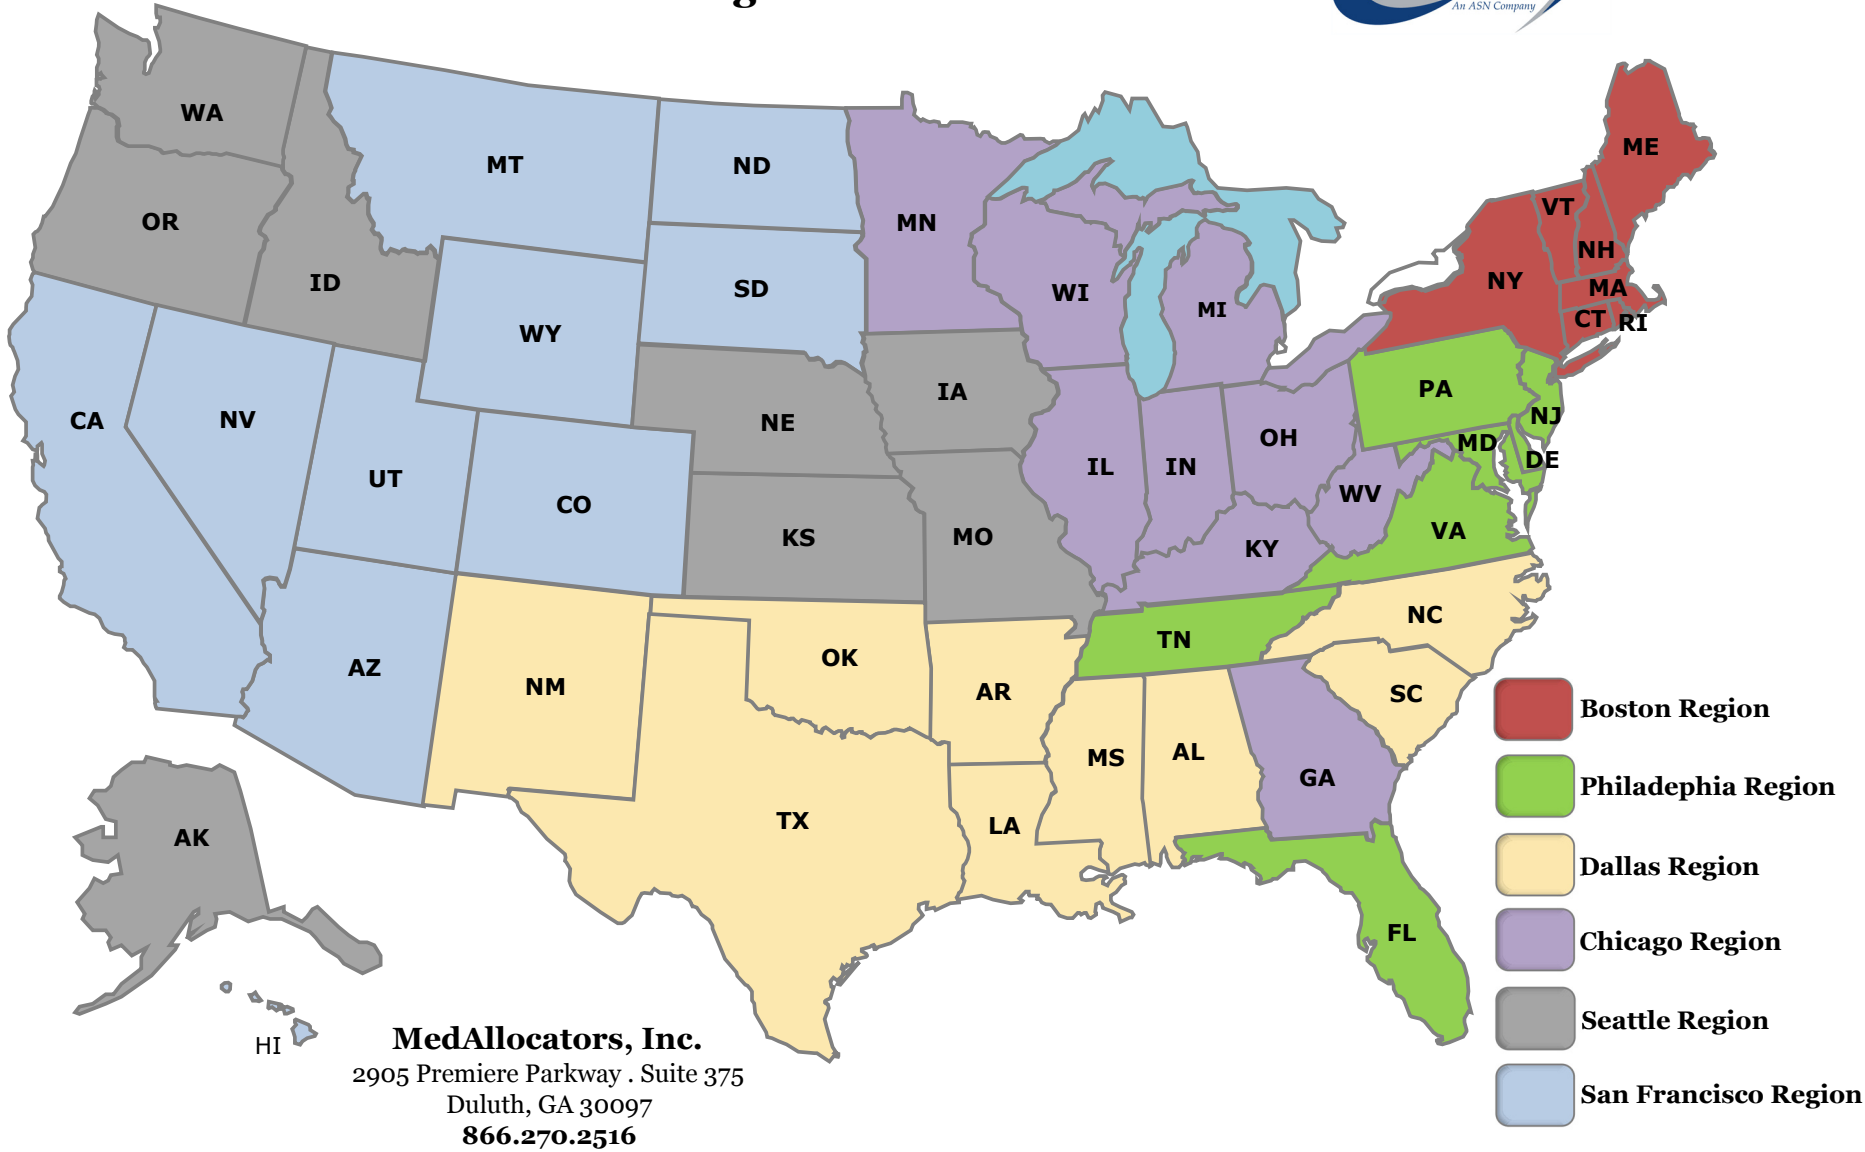 An ASN Company
WA
MT
ND
MN
ME
OR
ID
WY
SD
WI
MI
NY
VT
NH
MA
CT
RI
CA
NV
UT
CO
NE
IA
KS
MO
IL
IN
OH
PA
NJ
MD
DE
WV
VA
KY
AZ
NM
OK
AR
TN
NC
SC
TX
LA
MS
AL
GA
FL
AK
HI
Boston Region
Philadephia Region
Dallas Region
Chicago Region
Seattle Region
San Francisco Region
MedAllocators, Inc.
2905 Premiere Parkway . Suite 375
Duluth, GA 30097
866.270.2516